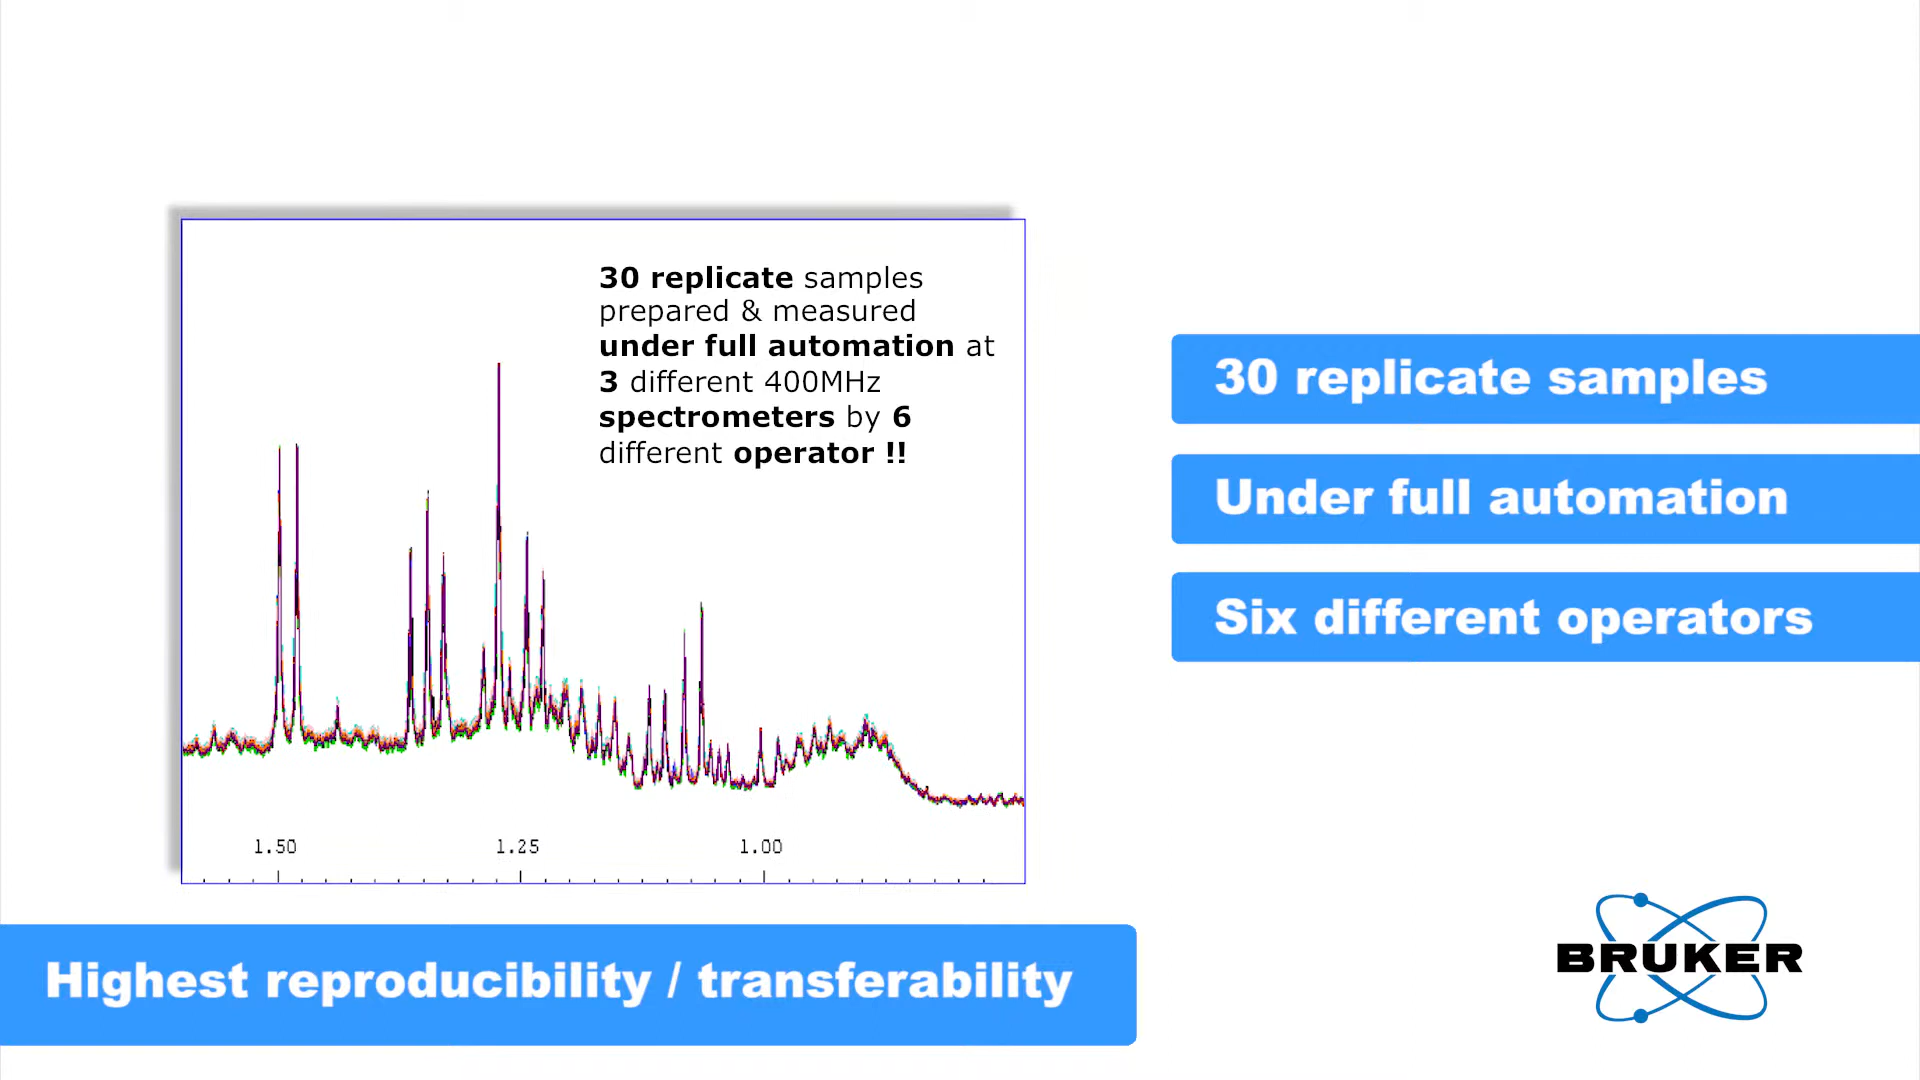 30 replicate samples
prepared & measured
under full automation at
3 different 400MHz
spectrometers by 6
different operator !!
1.50 1.25 1.00
30 replicate samples
Under full automation
Six different operators
Highest reproducibility / transferability
BRUKER